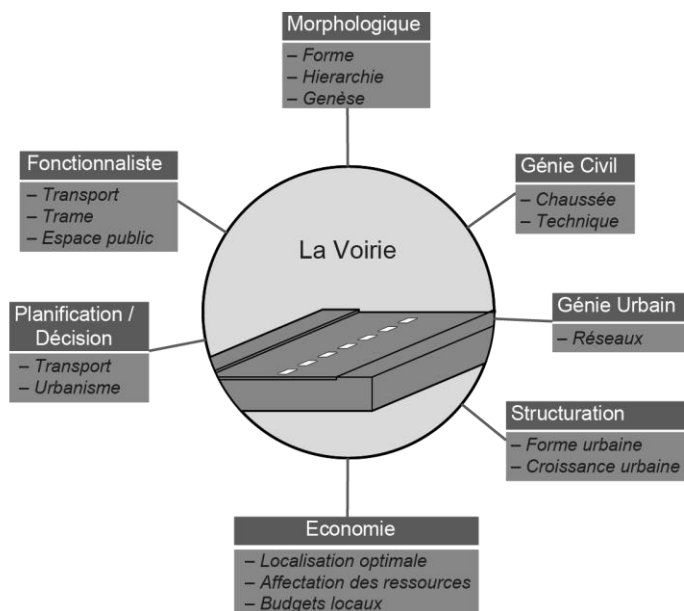 Morphologique
– Forme
– Hierarchie
– Genèse
Fonctionnaliste
– Transport
– Trame
– Espace public
Génie Civil
– Chaussée
– Technique
La Voirie
Planification /
Décision
– Transport
– Urbanisme
Génie Urbain
– Réseaux
Structuration
– Forme urbaine
– Croissance urbaine
Economie
– Localisation optimale
– Affectation des ressources
– Budgets locaux